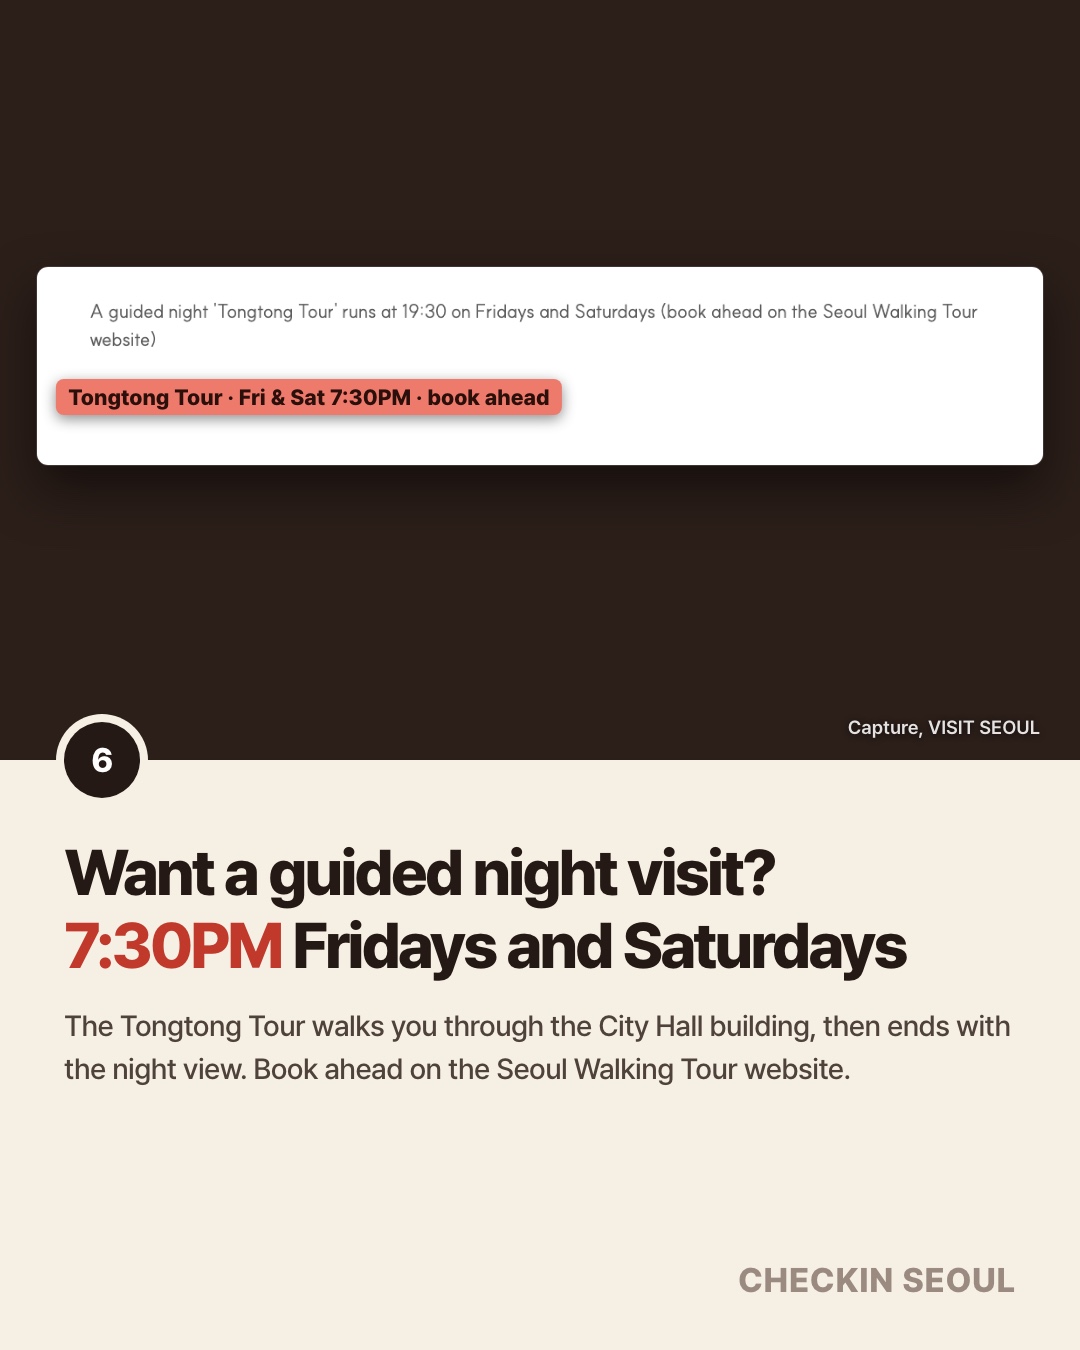 A guided night 'Tongtong Tour' runs at 19:30 on Fridays and Saturdays (book ahead on the Seoul Walking Tour
website)
Tongtong Tour · Fri & Sat 7:30PM · book ahead
Capture, VISIT SEOUL
6
Want a guided night visit?
7:30PM Fridays and Saturdays
The Tongtong Tour walks you through the City Hall building, then ends with
the night view. Book ahead on the Seoul Walking Tour website.
CHECKIN SEOUL